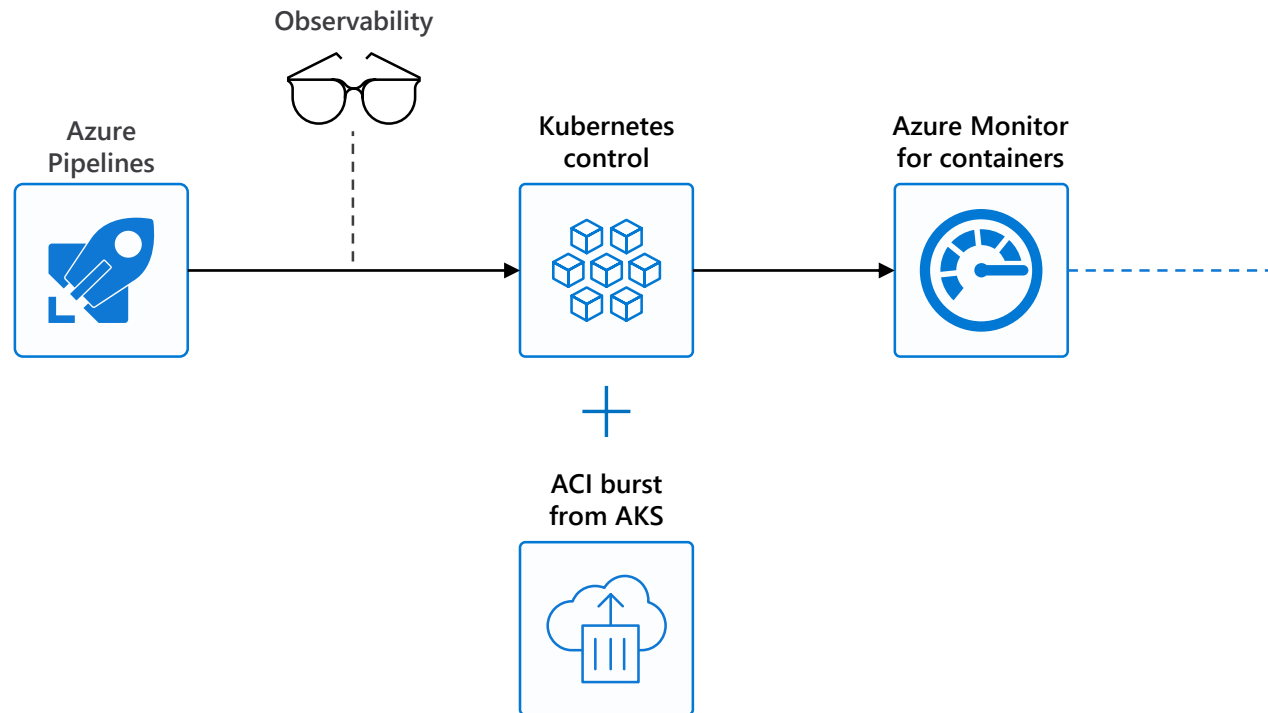 Observability
Azure
Pipelines
Kubernetes
control
Azure Monitor
for containers
ACI burst
from AKS